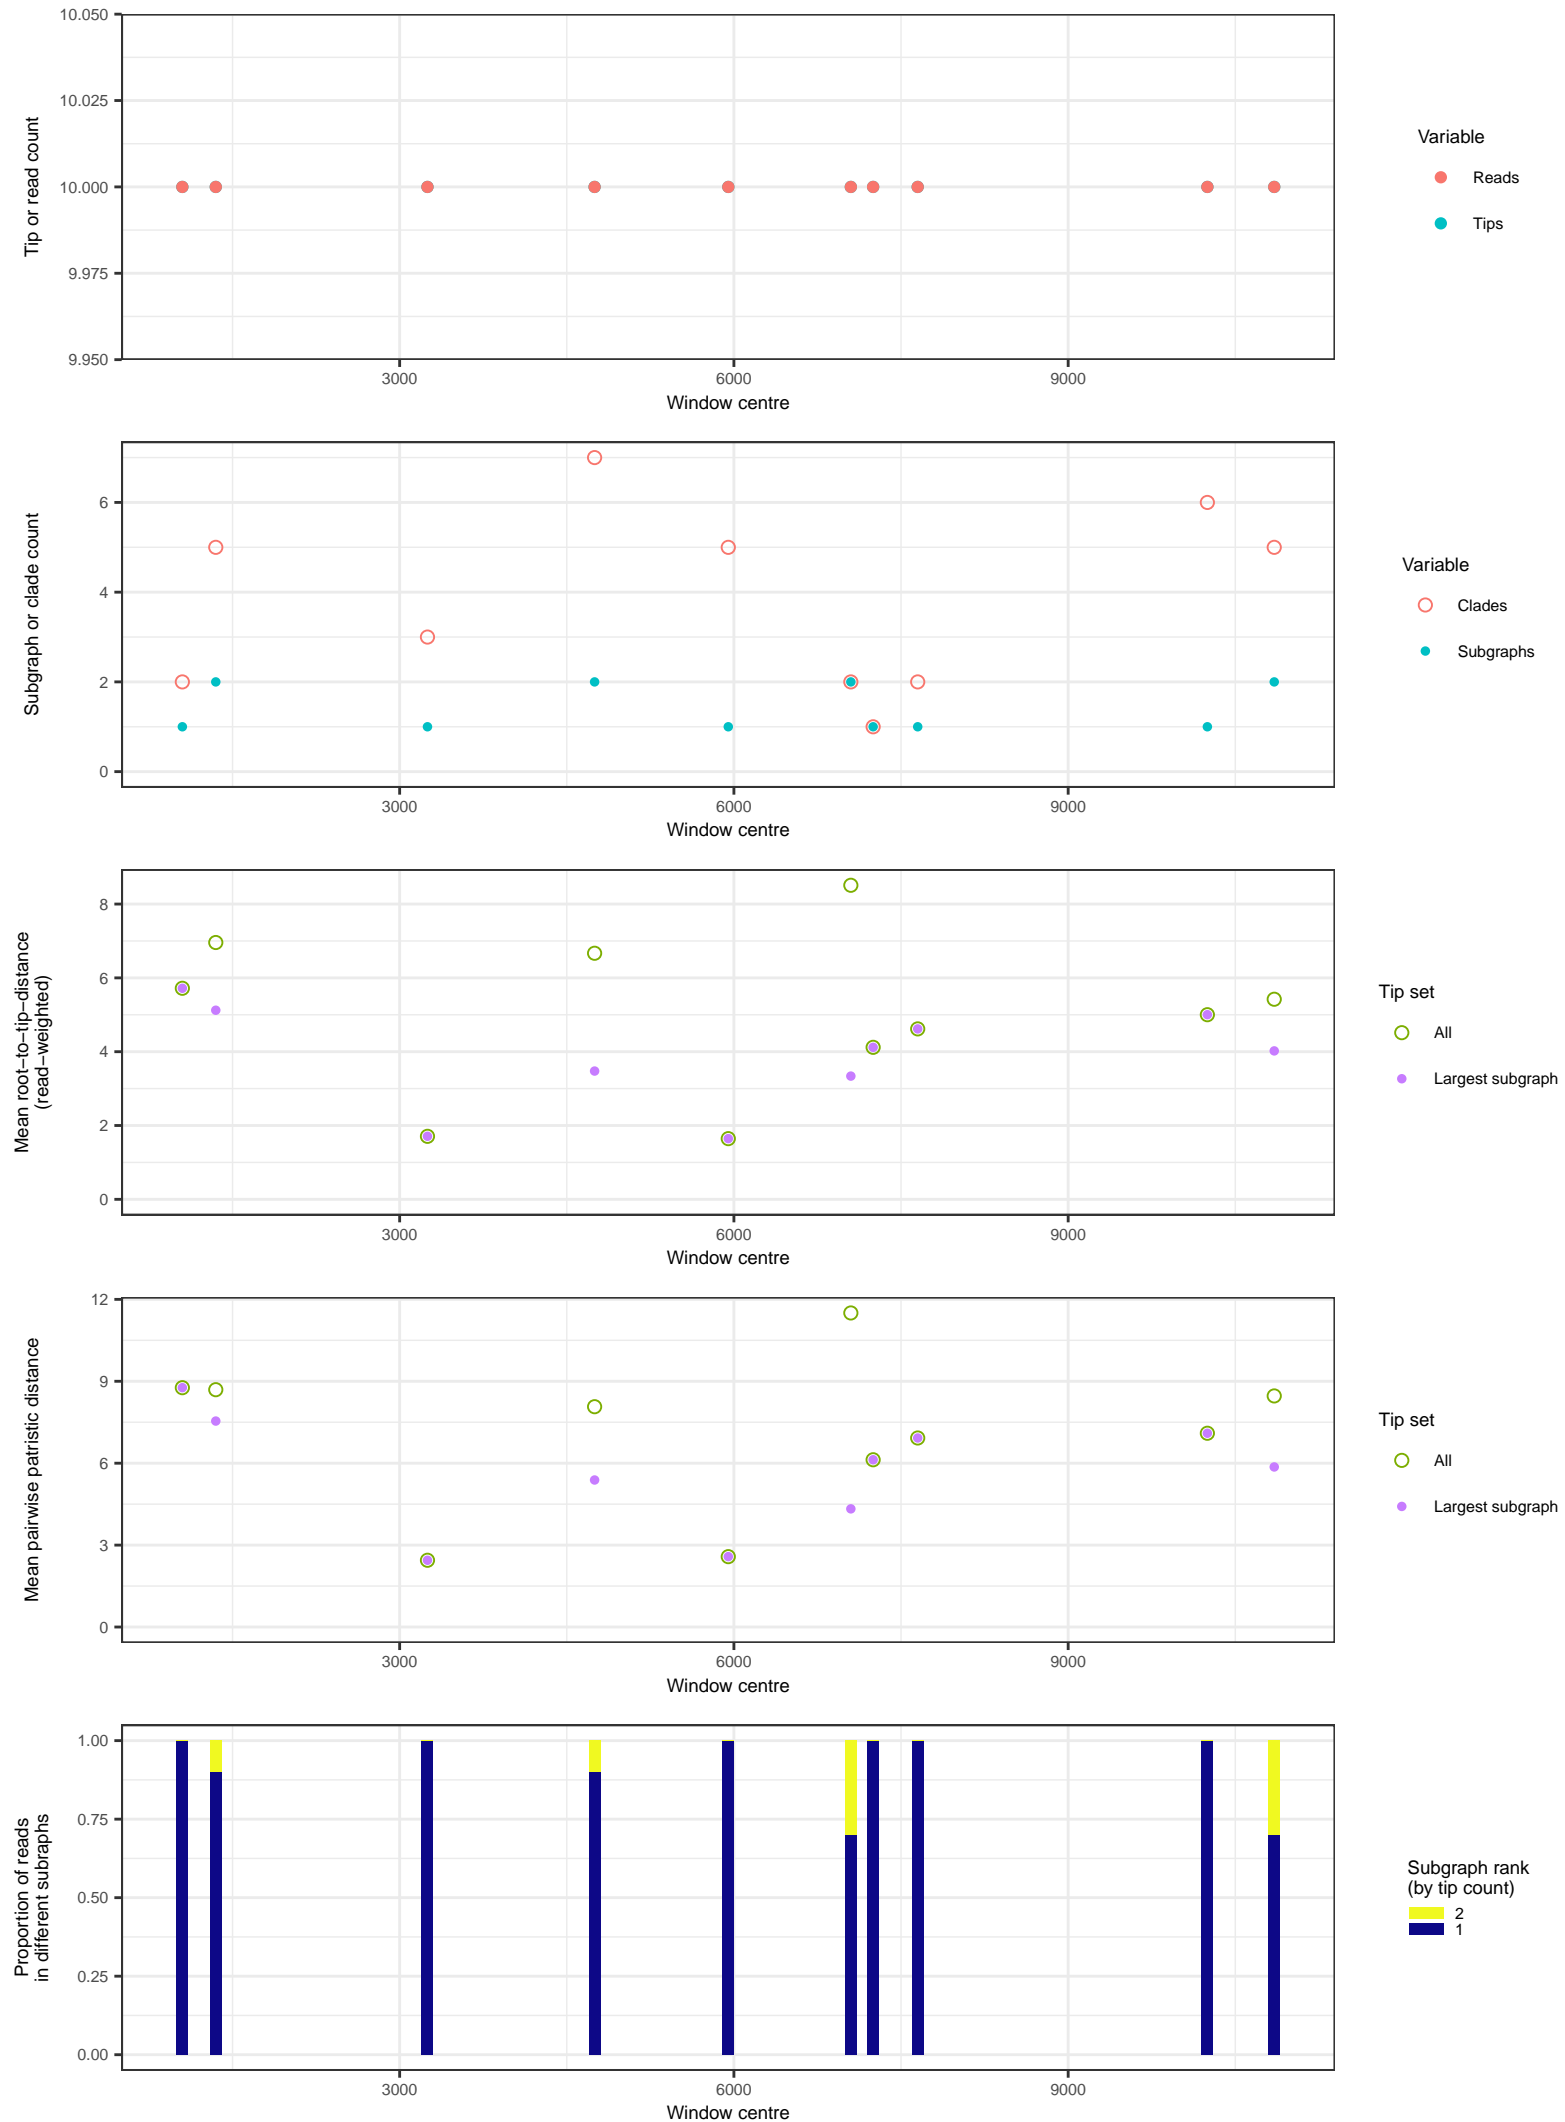 10.050
10.025
10.000
9.975
9.950
Tip or read count
3000
6000
9000
Window centre
Variable
Reads
Tips
6
4
2
0
Subgraph or clade count
3000
6000
9000
Window centre
Variable
Clades
Subgraphs
8
6
4
2
0
Mean root−to−tip−distance
(read−weighted)
3000
6000
9000
Window centre
Tip set
All
Largest subgraph
12
9
6
3
0
Mean pairwise patristic distance
3000
6000
9000
Window centre
Tip set
All
Largest subgraph
1.00
0.75
0.50
0.25
0.00
Proportion of reads
in different subraphs
3000
6000
9000
Window centre
Subgraph rank
(by tip count)
2
1